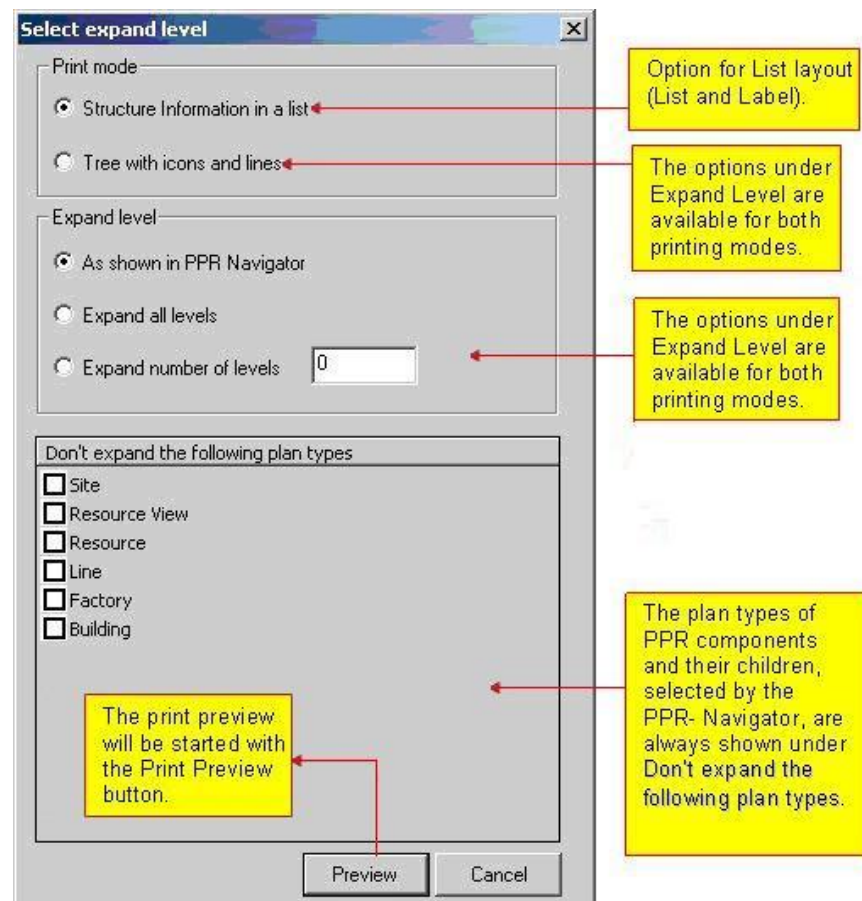 Select expand level
Print mode
Structure Information in a list
Tree with icons and lines
Expand level
As shown in PPR Navigator
Expand all levels
Expand number of levels 0
Don't expand the following plan types
Site
Resource View
Resource
Line
Factory
Building
The print preview
will be started with
the Print Preview
button.
Preview
Cancel
Option for List layout
(List and Label).
The options under
Expand Level are
available for both
printing modes.
The options under
Expand Level are
available for both
printing modes.
The plan types of
PPR components
and their children,
selected by the
PPR- Navigator, are
always shown under
Don't expand the
following plan types.